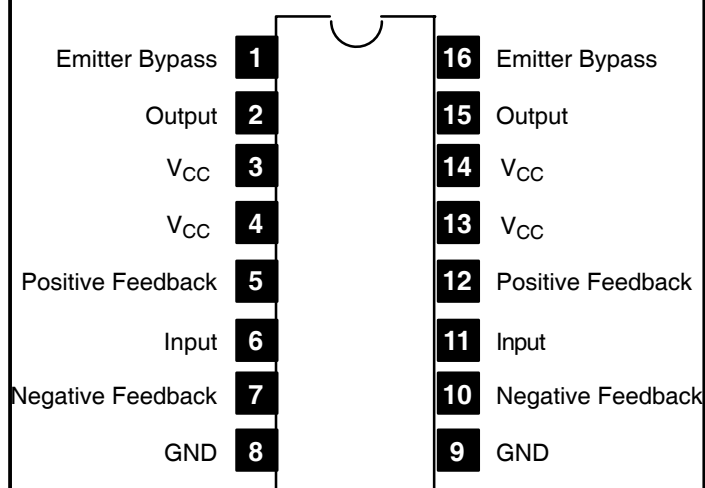 Emitter Bypass 1 16 Emitter Bypass
Output 2 15 Output
VCC 3 14 VCC
VCC 4 13 VCC
Positive Feedback 5 12 Positive Feedback
Input 6 11 Input
Negative Feedback 7 10 Negative Feedback
GND 8 9 GND